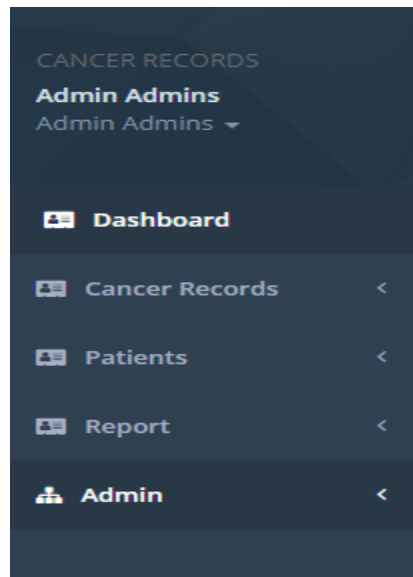 CANCER RECORDS
Admin Admins
Admin Admins
Dashboard
Cancer Records
Patients
Report
Admin